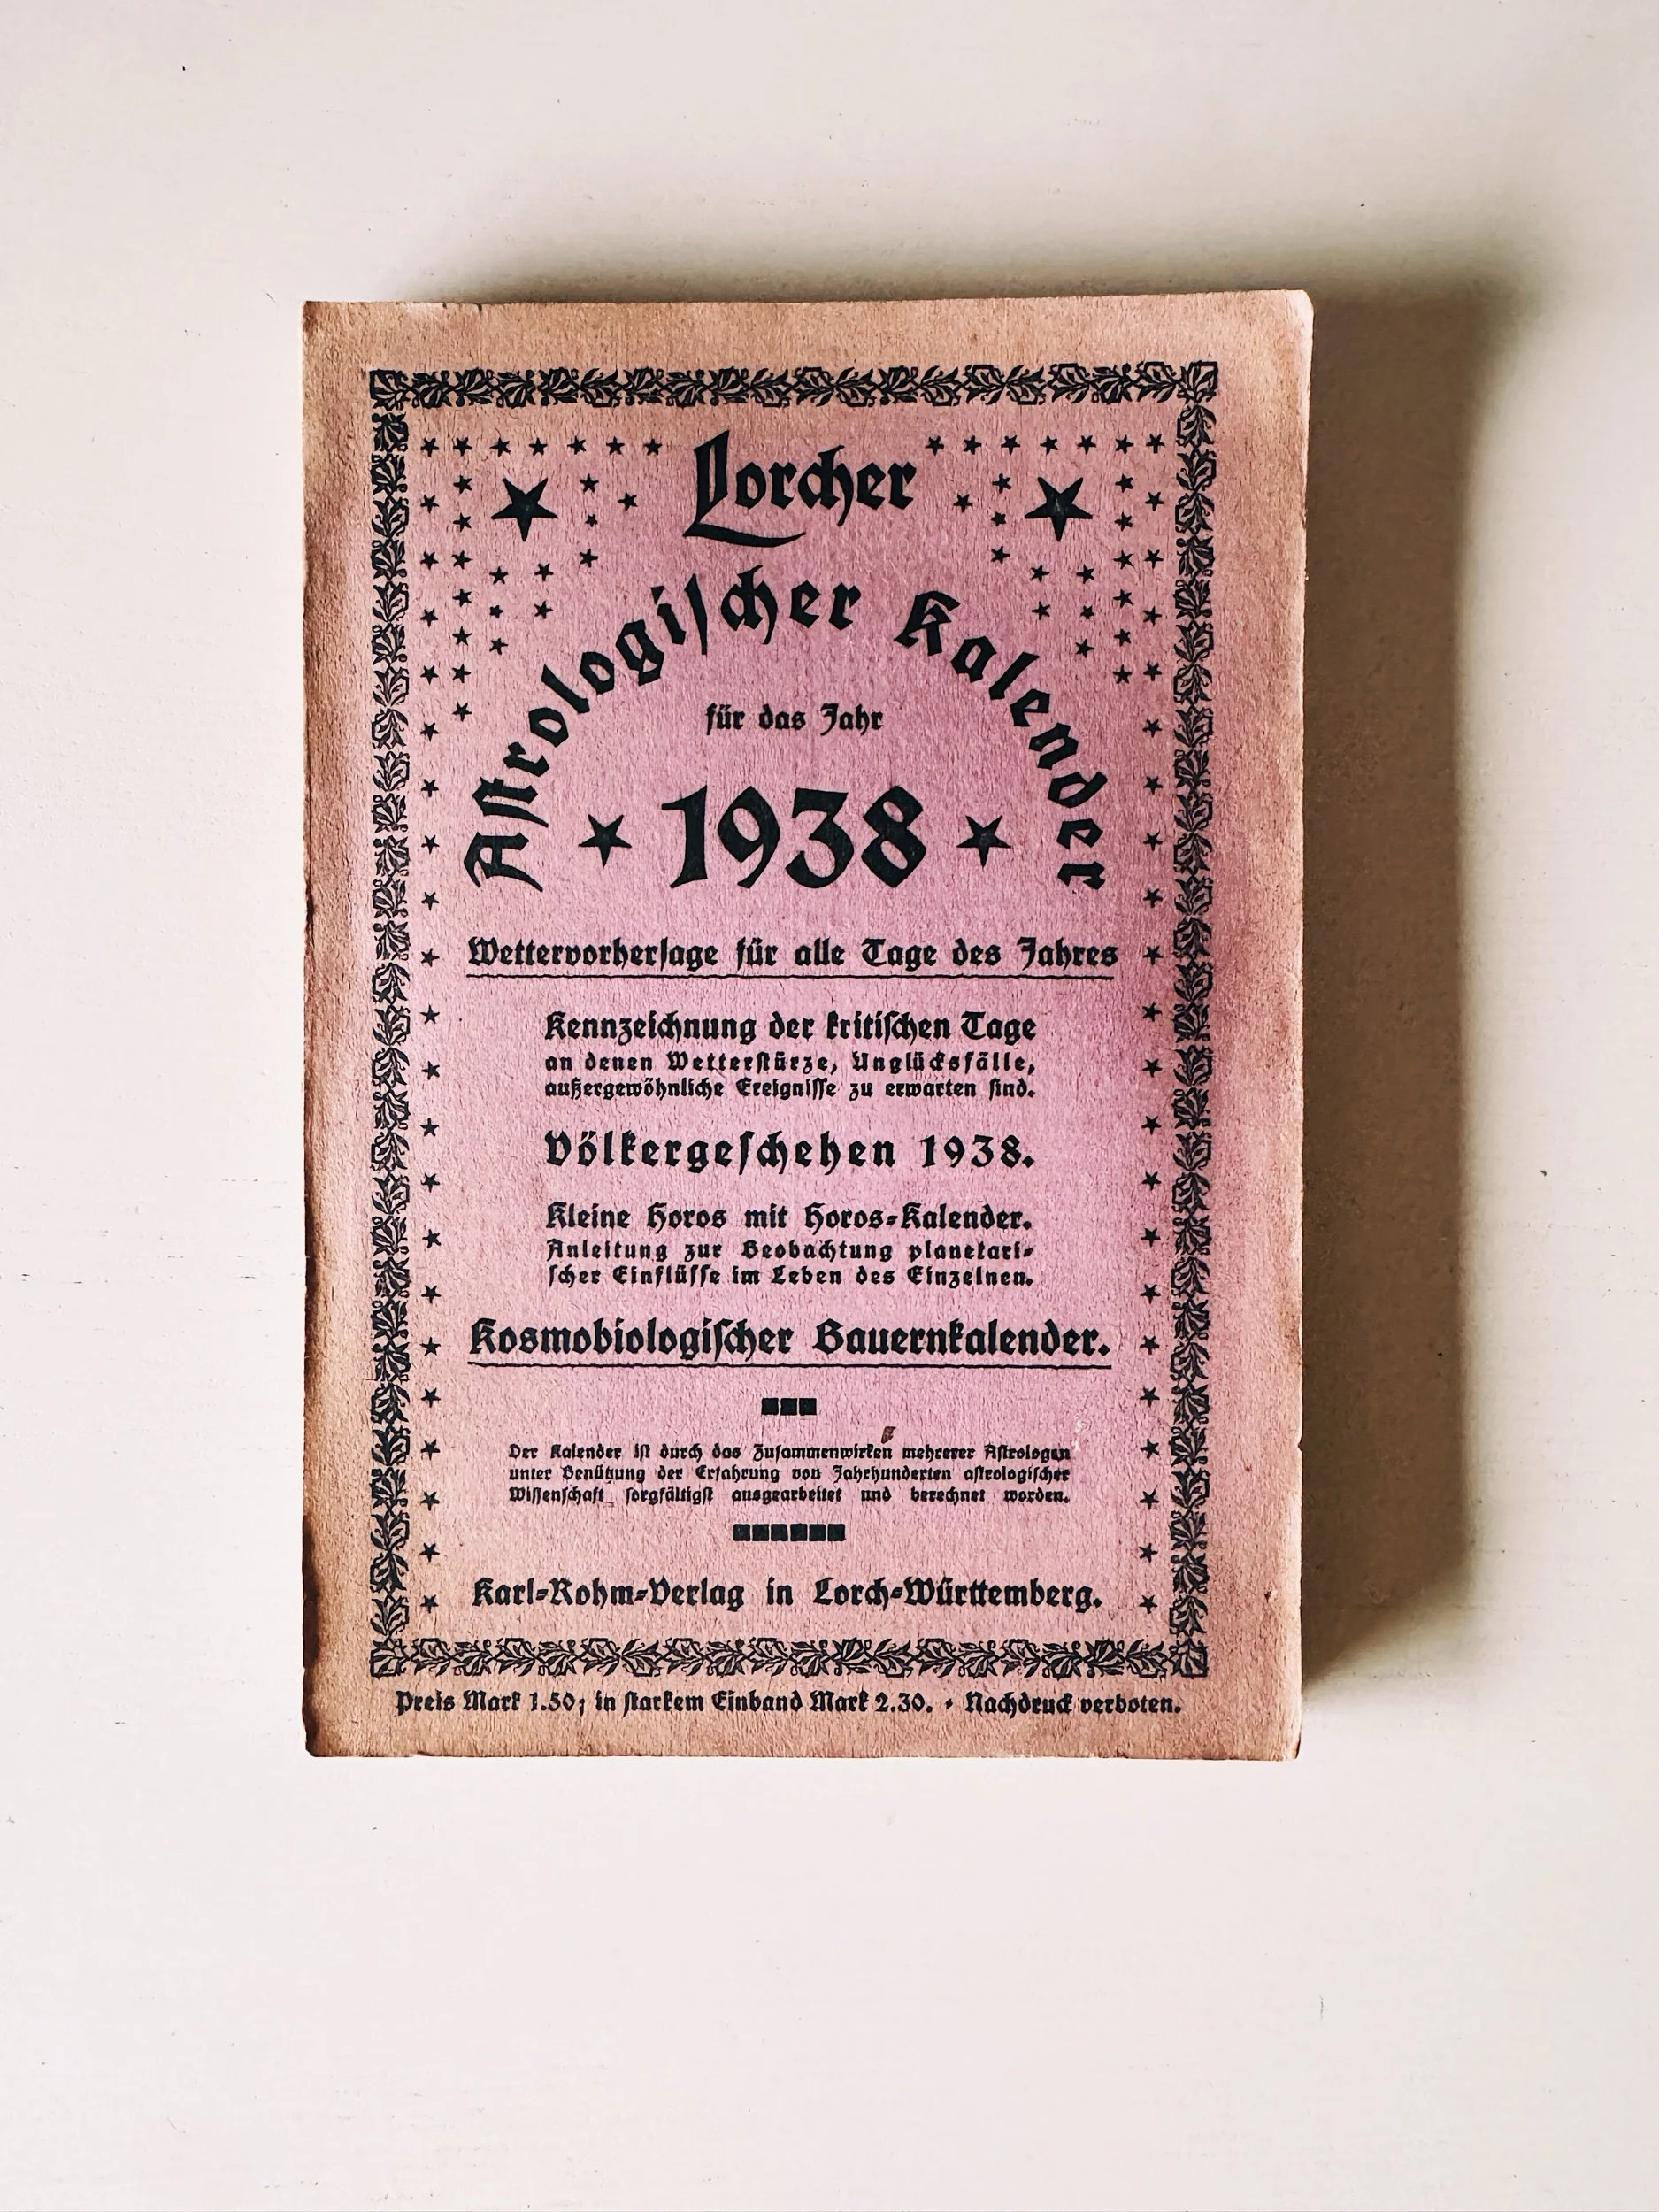 Lorcher
Astrologischer Kalender
für das Jahr
1938
Wettervorhersage für alle Tage des Jahres
Kennzeichnung der kritischen Tage
an denen Wetterstürze, Unglücksfälle,
außergewöhnliche Ereignisse zu erwarten sind.
Völkergeschehen 1938.
Kleine Horos mit Horos-Kalender.
Anleitung zur Beobachtung planetari-
scher Einflüsse im Leben des Einzelnen.
Kosmobiologischer Bauernkalender.
Der Kalender ist durch das Zusammenwirken mehrerer Astrologen
unter Benützung der Erfahrung von Jahrhunderten astrologischer
Wissenschaft sorgfältigst ausgearbeitet und berechnet worden.
Karl-Rohm-Verlag in Lorch-Württemberg.
Preis Mark 1.50; in starkem Einband Mark 2.30. • Nachdruck verboten.